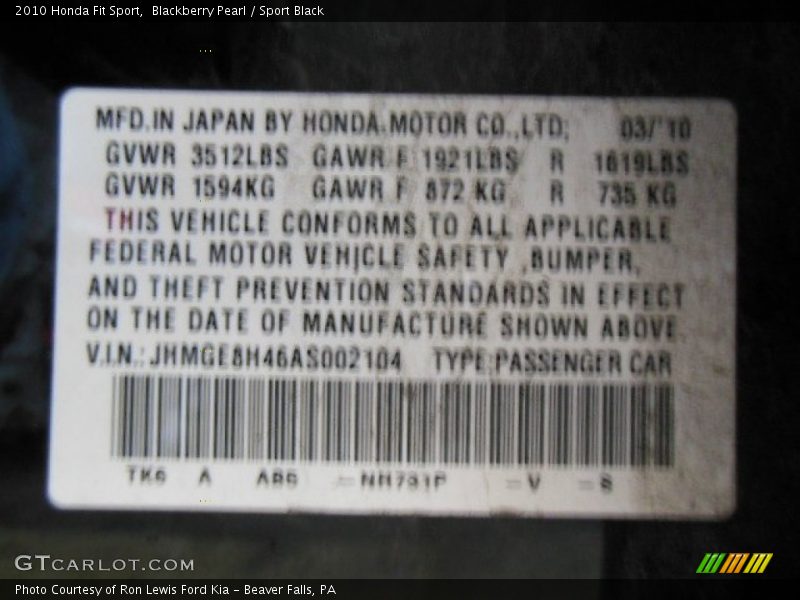 2010 Honda Fit Sport,  Blackberry Pearl / Sport Black
MFD.IN JAPAN BY HONDA MOTOR CO.,LTD; 03/'10
GVWR 3512LBS GAWR F 1921LBS R 1619LBS
GVWR 1594KG GAWR F 872 KG R 735 KG
THIS VEHICLE CONFORMS TO ALL APPLICABLE
FEDERAL MOTOR VEHICLE SAFETY ,BUMPER,
AND THEFT PREVENTION STANDARDS IN EFFECT
ON THE DATE OF MANUFACTURE SHOWN ABOVE.
V.I.N.: JHMGE8H46AS002104 TYPE:PASSENGER CAR
TK6 A ABS –NH731P –V –S
GTCARLOT.COM
Photo Courtesy of Ron Lewis Ford Kia – Beaver Falls, PA